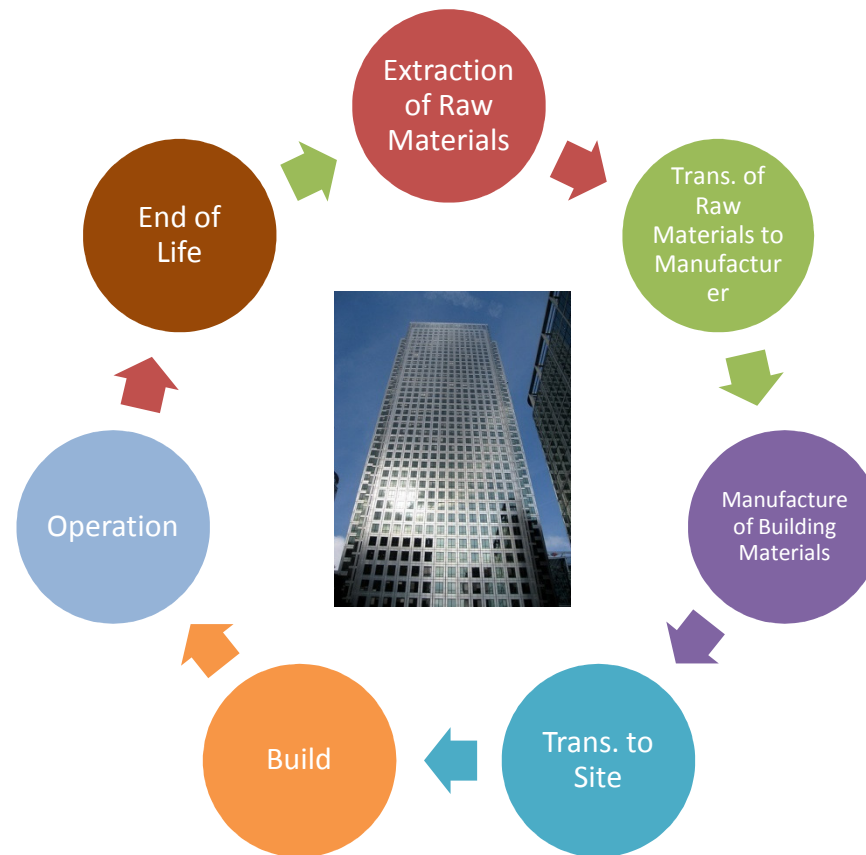 Extraction
of Raw
Materials
Trans. of
Raw
Materials to
Manufactur
er
Manufacture
of Building
Materials
Trans. to
Site
Build
Operation
End of
Life